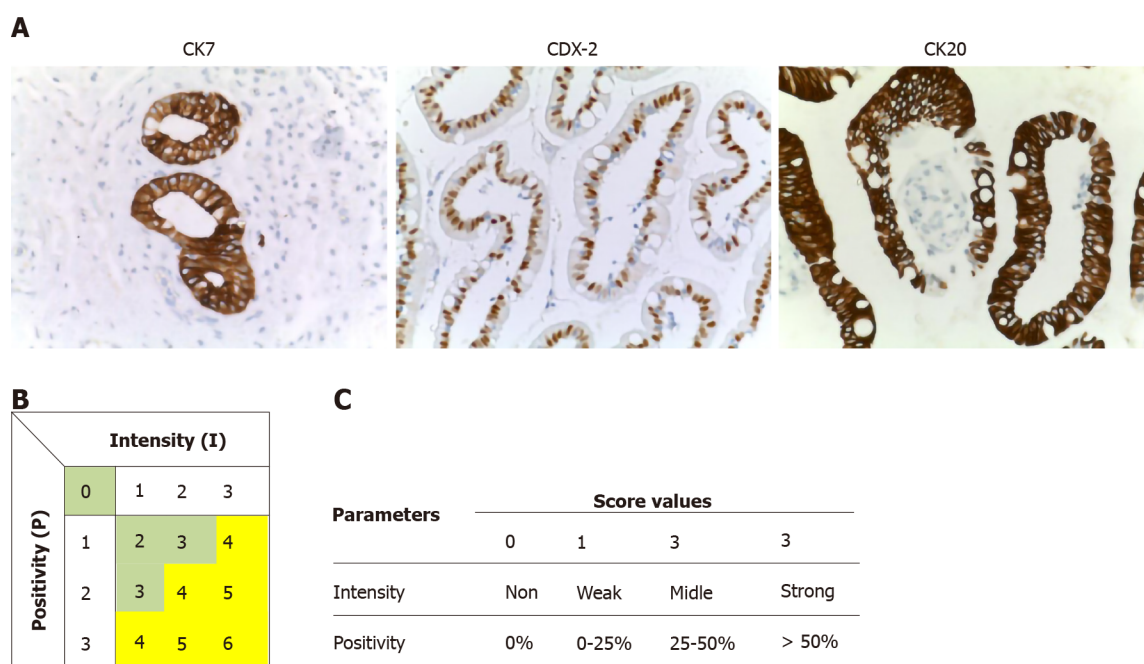 A
CK7 CDX-2 CK20
B
Intensity (I)
Positivity (P)
0 1 2 3
1 2 3 4
2 3 4 5
3 4 5 6
C
Parameters Score values
0 1 3 3
Intensity Non Weak Midle Strong
Positivity 0% 0-25% 25-50% > 50%